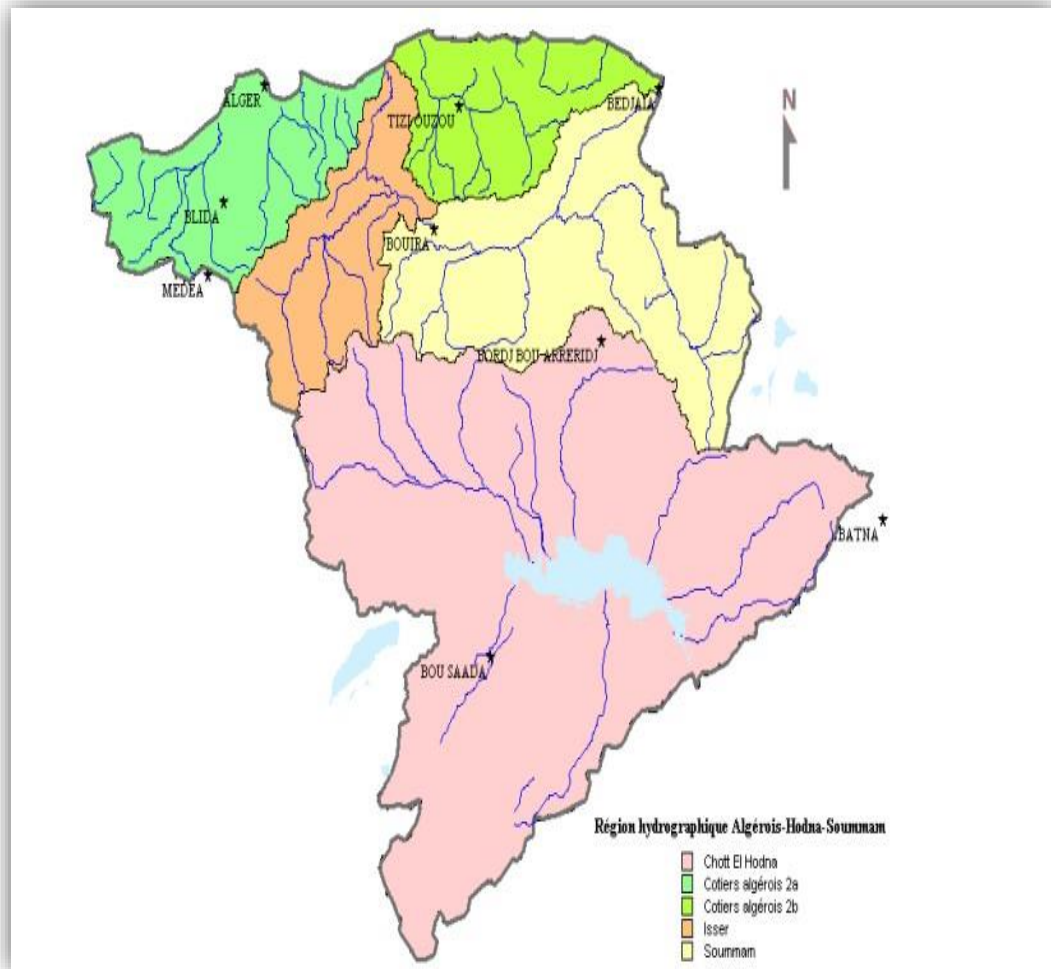 ALGER
TIZI OUZOU
BEDJAIA
N
BLIDA
BOUIRA
MEDEA
BORDJ BOU-ARRERIDJ
BATNA
BOU SAADA
Région hydrographique Algérois-Hodna-Soummam
Chott El Hodna
Cotiers algérois 2a
Cotiers algérois 2b
Isser
Soummam